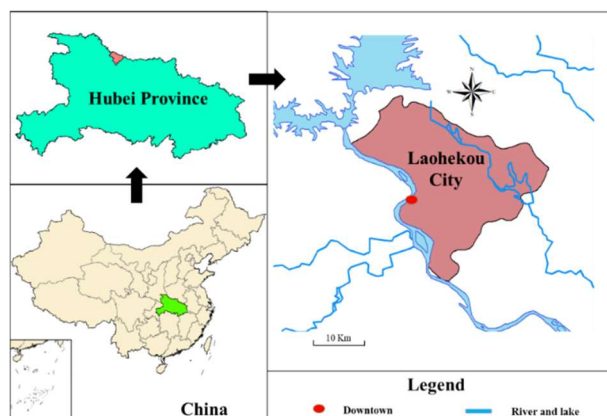 Hubei Province
Laohekou
City
10 Km
China
Legend
Downtown
River and lake